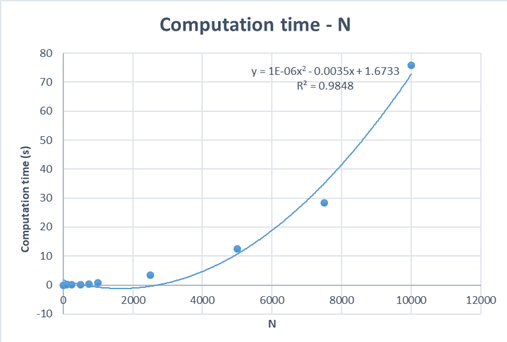 Computation time - N
80
70
60
50
40
30
20
10
0
-10
y = 1E-06x² - 0.0035x + 1.6733
R² = 0.9848
Computation time (s)
0 2000 4000 6000 8000 10000 12000
N